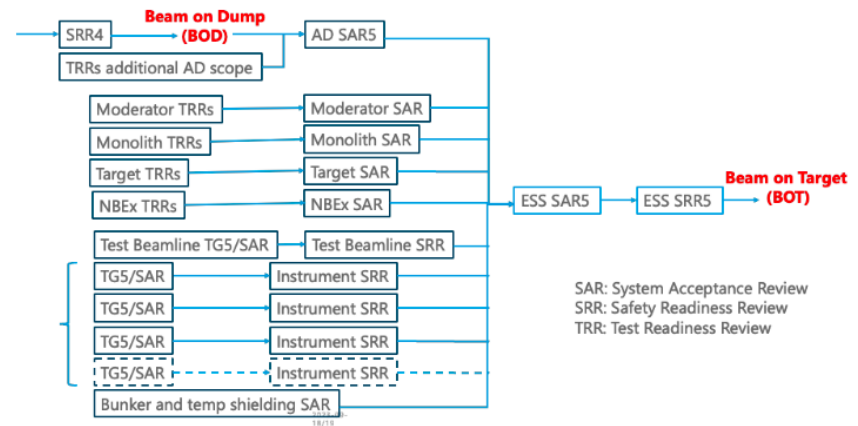 Beam on Dump
(BOD)
SRR4
AD SAR5
TRRs additional AD scope
Moderator TRRs
Moderator SAR
Monolith TRRs
Monolith SAR
Target TRRs
Target SAR
NBEx TRRs
NBEx SAR
ESS SAR5
ESS SRR5
Beam on Target
(BOT)
Test Beamline TG5/SAR
Test Beamline SRR
TG5/SAR
Instrument SRR
TG5/SAR
Instrument SRR
TG5/SAR
Instrument SRR
TG5/SAR
Instrument SRR
Bunker and temp shielding SAR
18/19
SAR: System Acceptance Review
SRR: Safety Readiness Review
TRR: Test Readiness Review